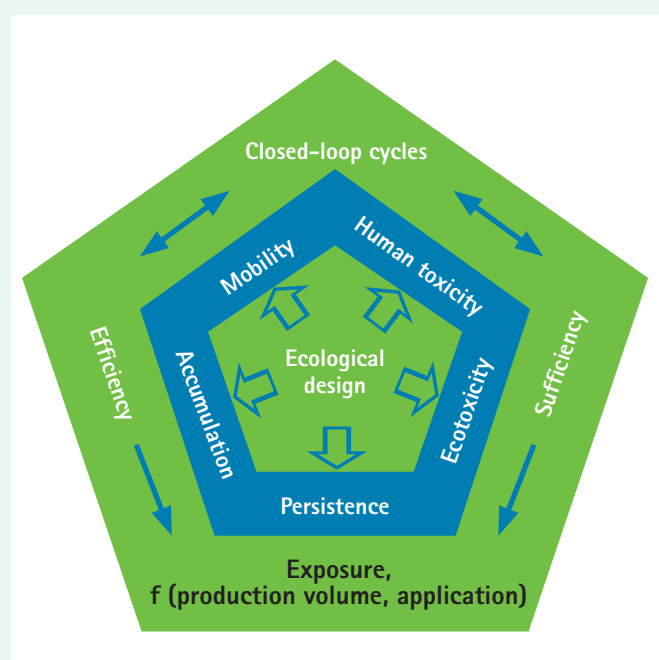 Closed-loop cycles
Mobility
Human toxicity
Efficiency
Accumulation
Ecological
design
Ecotoxicity
Sufficiency
Persistence
Exposure,
f (production volume, application)